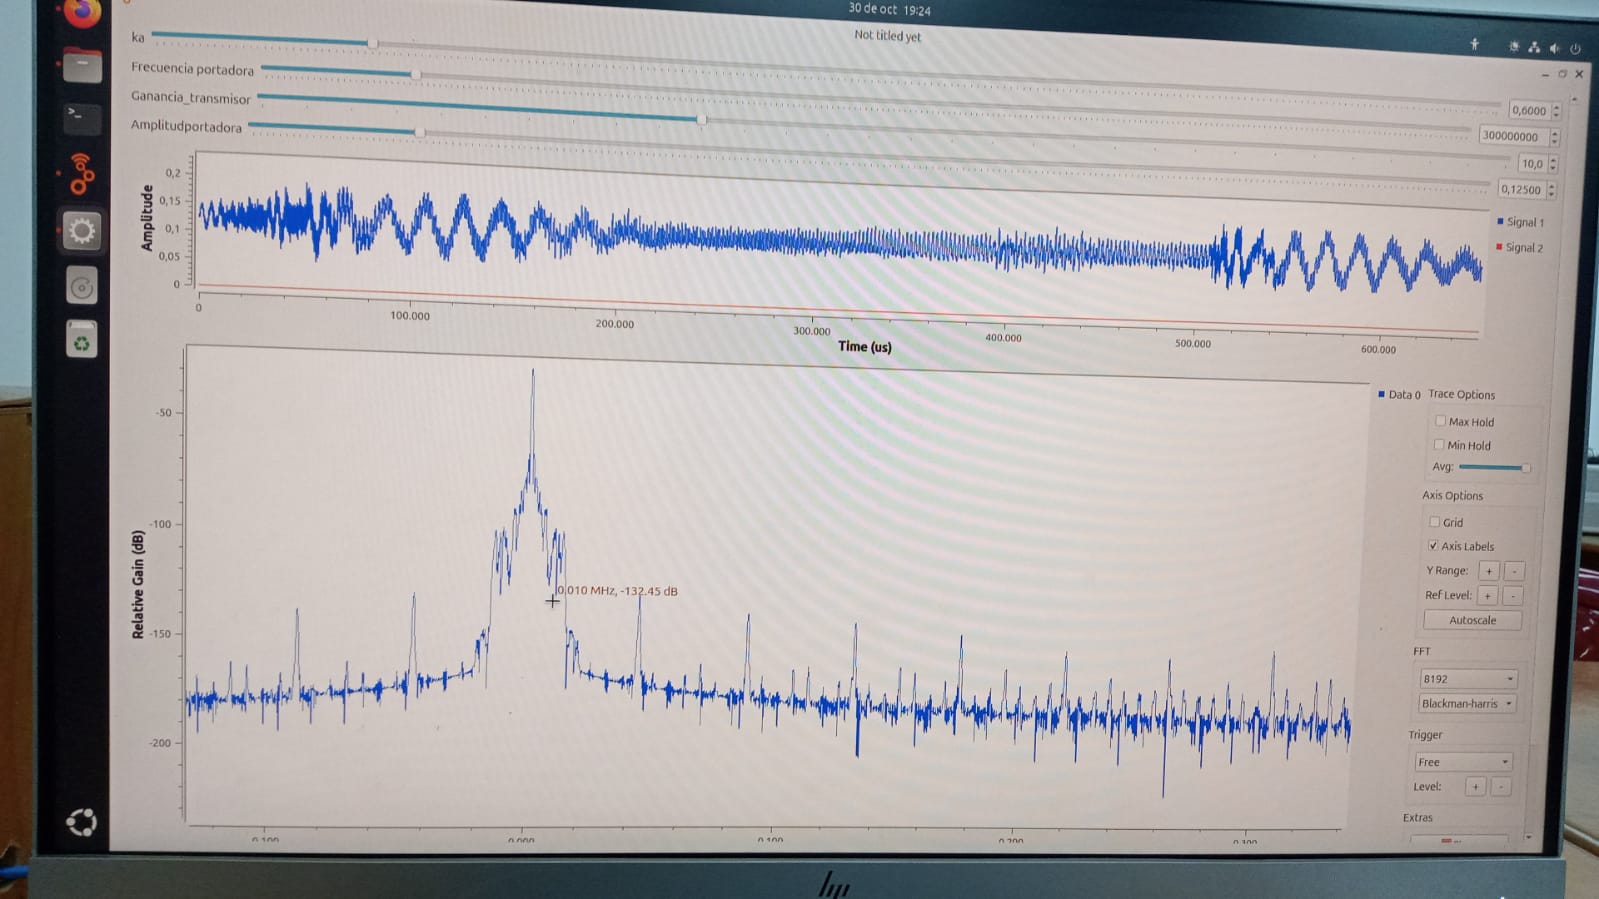 30 de oct 19:24
Not titled yet
ka
0,6000
Frecuencia portadora
300000000
Ganancia_transmisor
10,0
Amplitudportadora
0,12500
Amplitude
0,2
0,15
0,1
0,05
0
Signal 1
Signal 2
0
100.000
200.000
300.000
400.000
500.000
600.000
Time (us)
Relative Gain (dB)
-50
-100
-150
-200
0.010 MHz, -132.45 dB
Data 0
Trace Options
Max Hold
Min Hold
Avg:
Axis Options
Grid
Axis Labels
Y Range: + -
Ref Level: + -
Autoscale
FFT
8192
Blackman-harris
Trigger
Free
Level: + -
Extras
hp